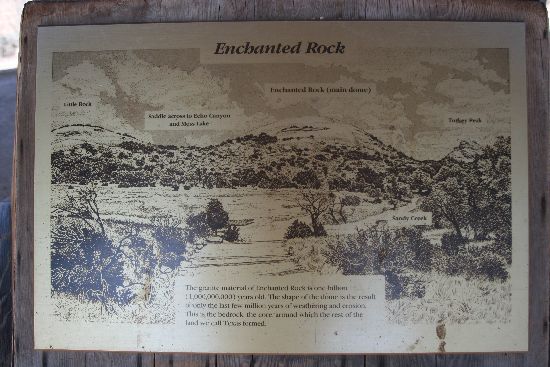 Enchanted Rock
Enchanted Rock (main dome)
Little Rock
Saddle across to Echo Canyon
and Moss Lake
Turkey Peak
Sandy Creek
The granite material of Enchanted Rock is one billion
(1,000,000,000) years old. The shape of the dome is the result
of only the last few million years of weathering and erosion.
This is the bedrock, the core around which the rest of the
land we call Texas formed.